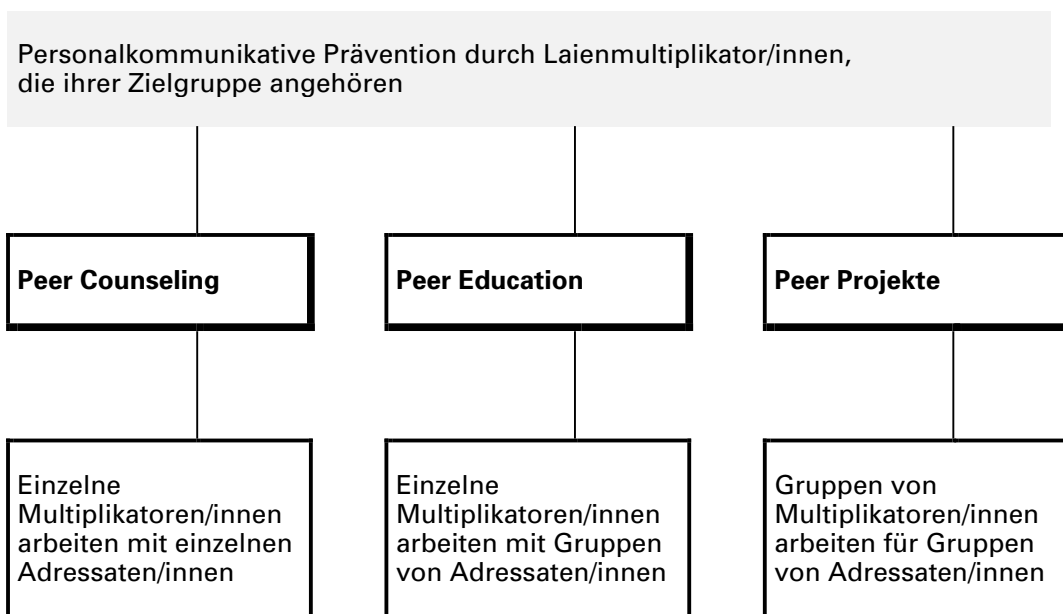 Personalkommunikative Prävention durch Laienmultiplikator/innen,
die ihrer Zielgruppe angehören
Peer Counseling
Peer Education
Peer Projekte
Einzelne
Multiplikatoren/innen
arbeiten mit einzelnen
Adressaten/innen
Einzelne
Multiplikatoren/innen
arbeiten mit Gruppen
von Adressaten/innen
Gruppen von
Multiplikatoren/innen
arbeiten für Gruppen
von Adressaten/innen